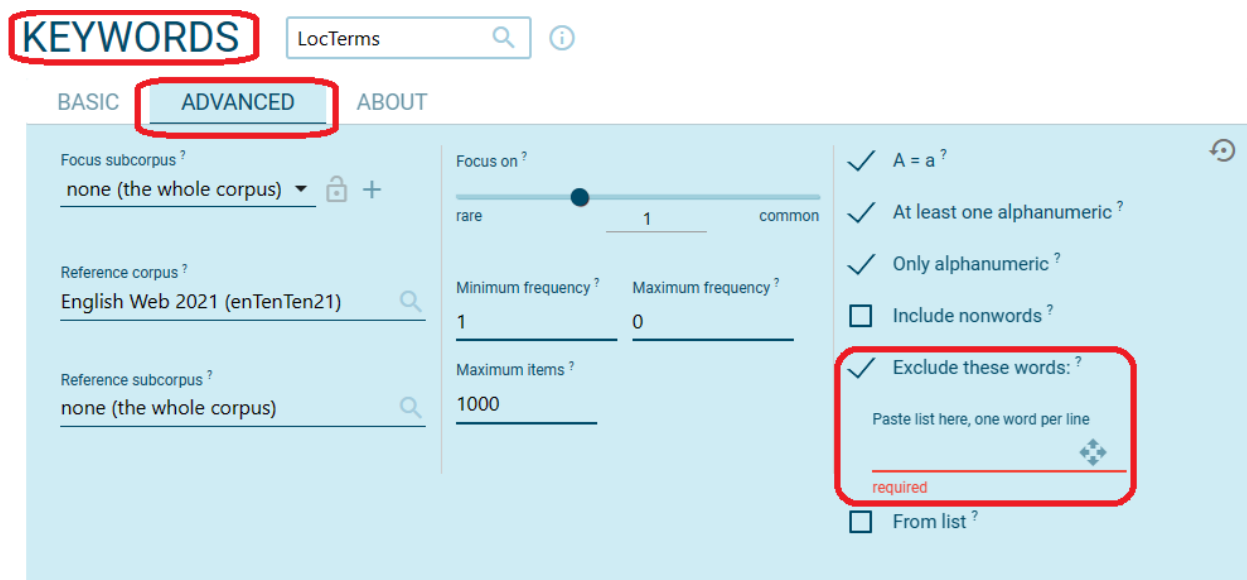 KEYWORDS LocTerms
BASIC ADVANCED ABOUT
Focus subcorpus ?
none (the whole corpus)
Reference corpus ?
English Web 2021 (enTenTen21)
Reference subcorpus ?
none (the whole corpus)
Focus on ?
rare 1 common
Minimum frequency ? Maximum frequency ?
1 0
Maximum items ?
1000
A = a ?
At least one alphanumeric ?
Only alphanumeric ?
Include nonwords ?
Exclude these words: ?
Paste list here, one word per line
required
From list ?